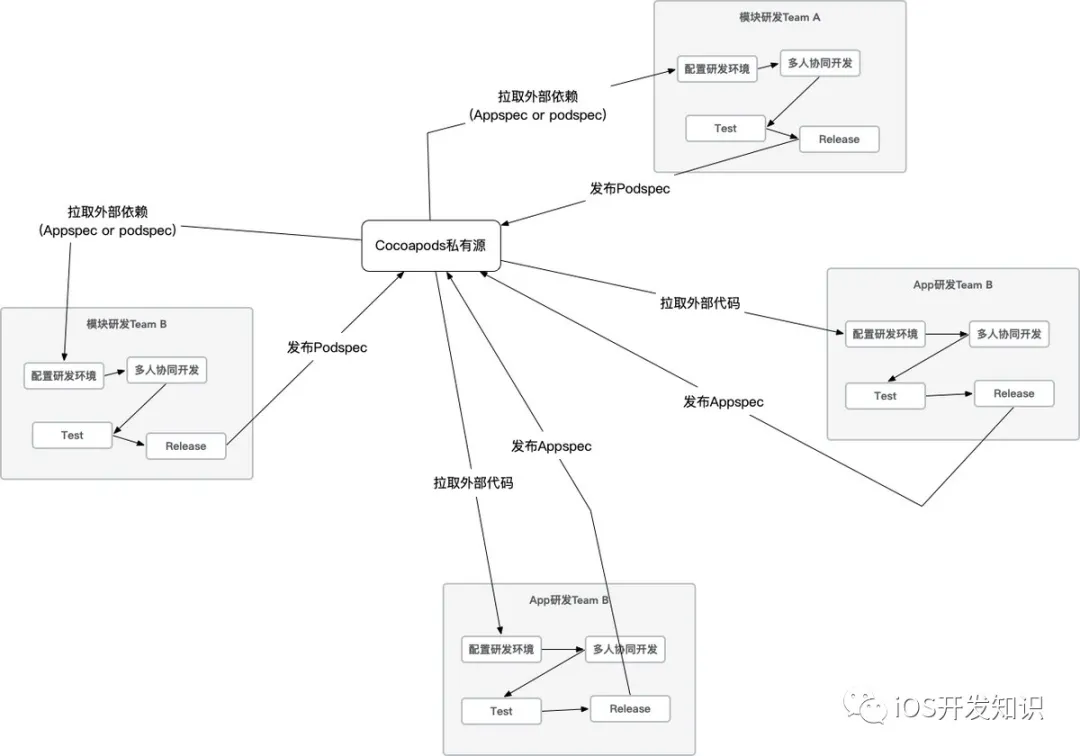 模块研发Team A
配置研发环境
多人协同开发
Test
Release
拉取外部依赖
(Appspec or podspec)
发布Podspec
拉取外部依赖
(Appspec or podspec)
Cocoapods私有源
拉取外部代码
App研发Team B
配置研发环境
多人协同开发
Test
Release
发布Appspec
模块研发Team B
配置研发环境
多人协同开发
Test
Release
发布Podspec
发布Appspec
拉取外部代码
App研发Team B
配置研发环境
多人协同开发
Test
Release
iOS开发知识